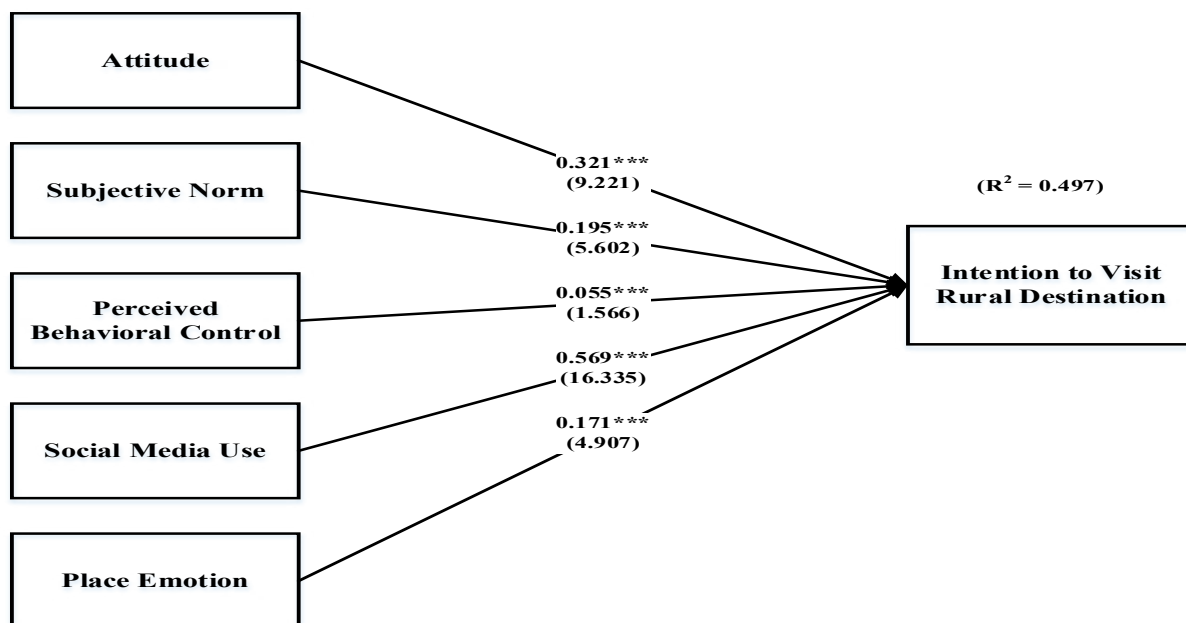 Attitude
0.321***
(9.221)
(R² = 0.497)
Subjective Norm
0.195***
(5.602)
Intention to Visit
Rural Destination
Perceived
Behavioral Control
0.055***
(1.566)
0.569***
(16.335)
Social Media Use
0.171***
(4.907)
Place Emotion